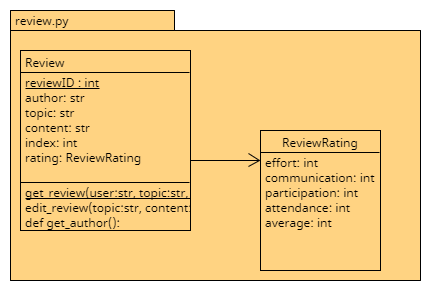 review.py
Review
reviewID : int
author: str
topic: str
content: str
index: int
rating: ReviewRating
get_review(user:str, topic:str,
edit_review(topic:str, content:
def get_author():
ReviewRating
effort: int
communication: int
participation: int
attendance: int
average: int